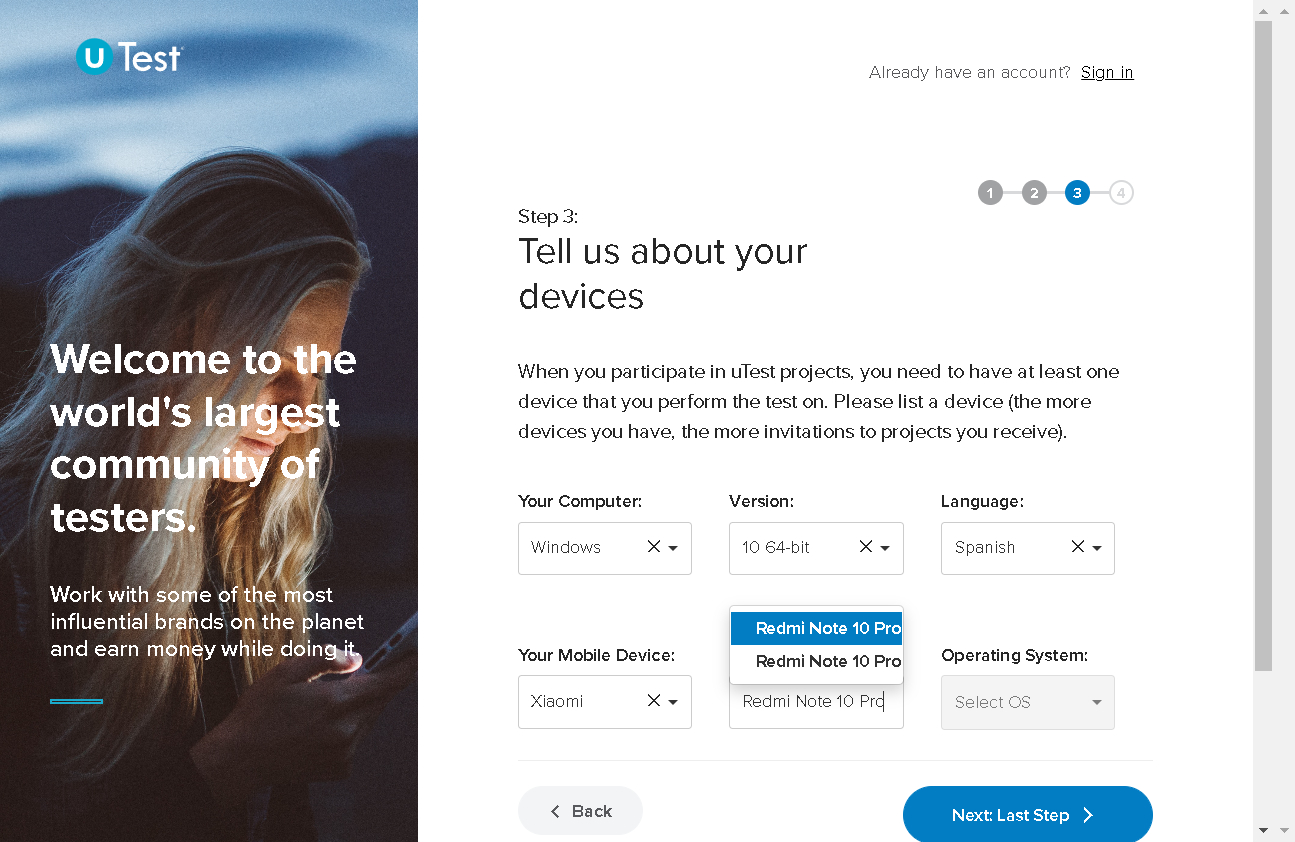 U Test
Already have an account? Sign in
1 2 3 4
Step 3:
Tell us about your
devices
Welcome to the
world's largest
community of
testers.
Work with some of the most
influential brands on the planet
and earn money while doing it.
When you participate in uTest projects, you need to have at least one
device that you perform the test on. Please list a device (the more
devices you have, the more invitations to projects you receive).
Your Computer: Version: Language:
Windows 10 64-bit Spanish
Redmi Note 10 Pro
Redmi Note 10 Pro
Your Mobile Device: Operating System:
Xiaomi Redmi Note 10 Pro Select OS
Back Next: Last Step